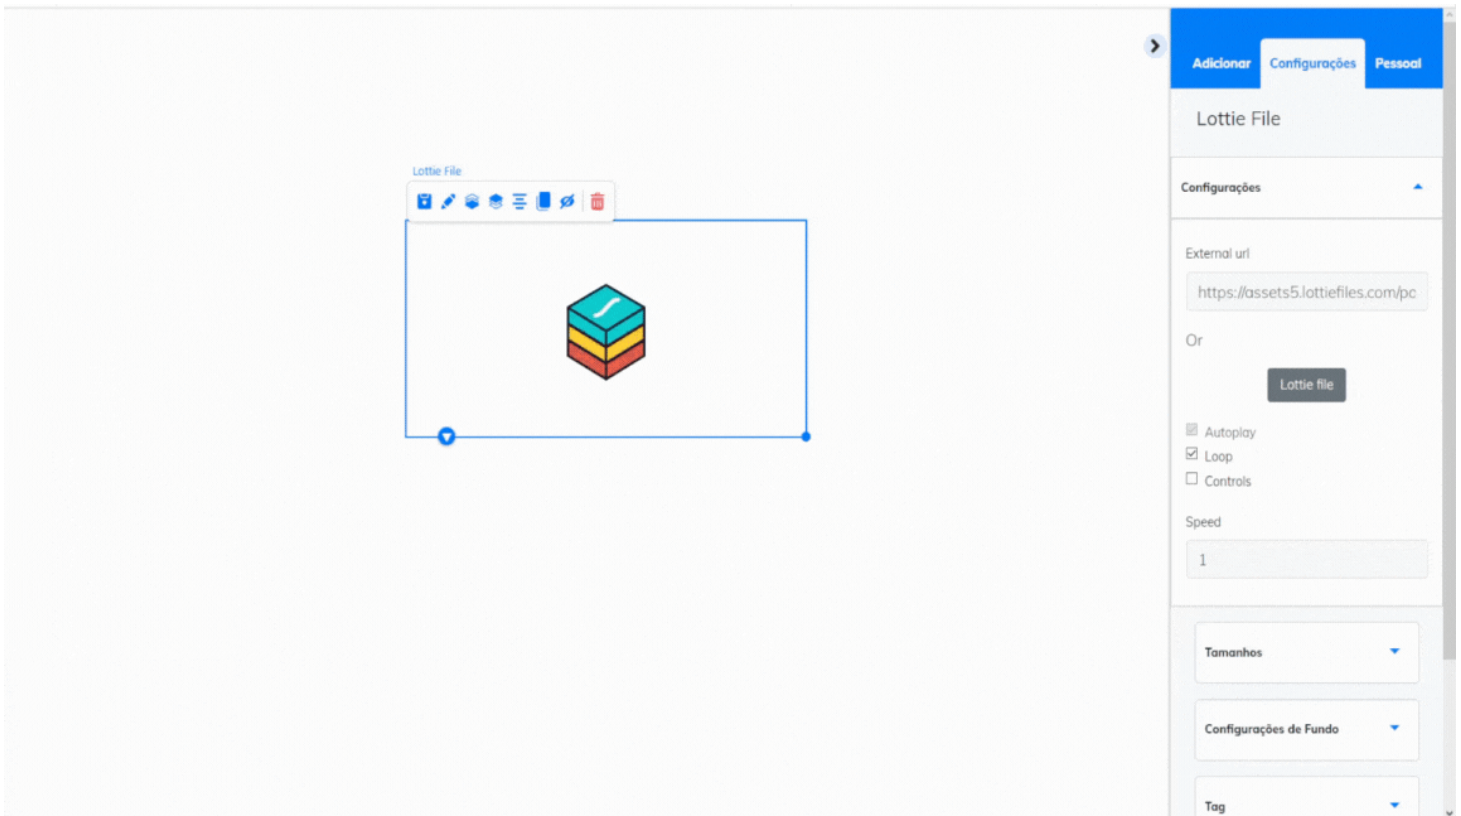 Adicionar Configurações Pessoal
Lottie File
Configurações
External url
https://assets5.lottiefiles.com/pc
Or
Lottie file
Autoplay
Loop
Controls
Speed
1
Tamanhos
Configurações de Fundo
Tag
Lottie File